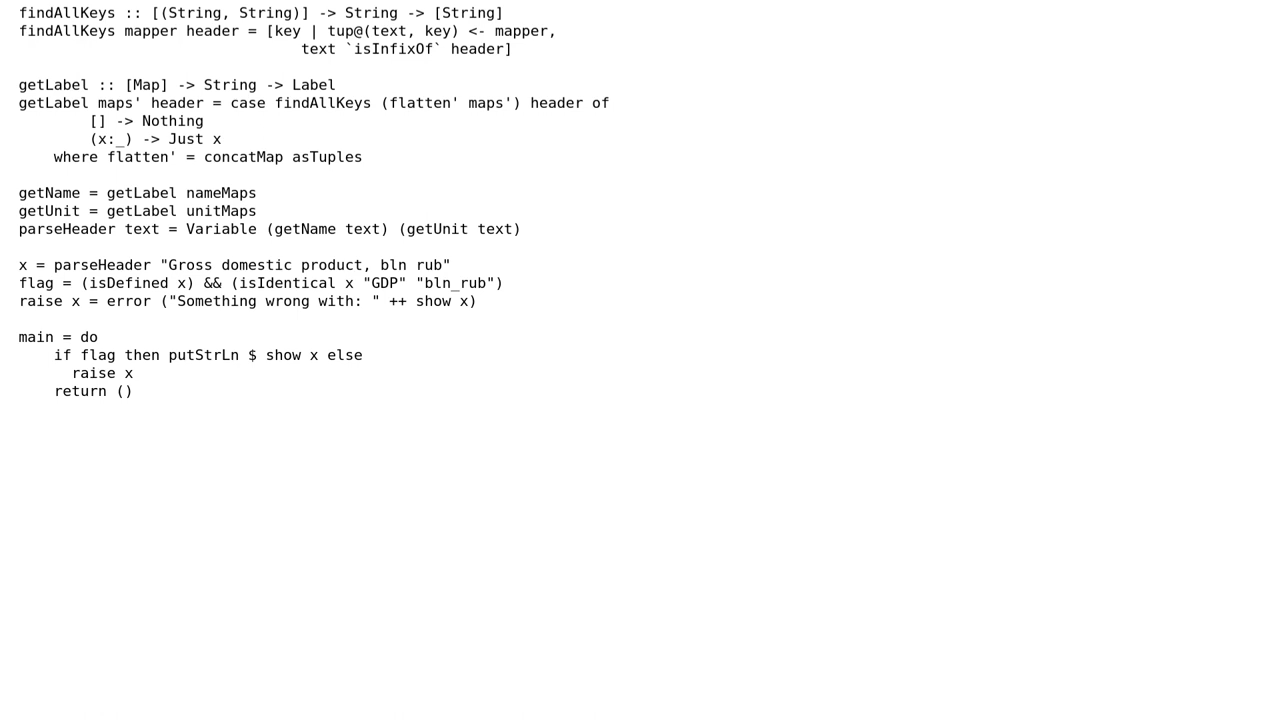 findAllKeys :: [(String, String)] -> String -> [String]
findAllKeys mapper header = [key | tup@(text, key) <- mapper,
                                text `isInfixOf` header]

getLabel :: [Map] -> String -> Label
getLabel maps' header = case findAllKeys (flatten' maps') header of
        [] -> Nothing
        (x:_) -> Just x
    where flatten' = concatMap asTuples

getName = getLabel nameMaps
getUnit = getLabel unitMaps
parseHeader text = Variable (getName text) (getUnit text)

x = parseHeader "Gross domestic product, bln rub"
flag = (isDefined x) && (isIdentical x "GDP" "bln_rub")
raise x = error ("Something wrong with: " ++ show x)

main = do
    if flag then putStrLn $ show x else
      raise x
    return ()